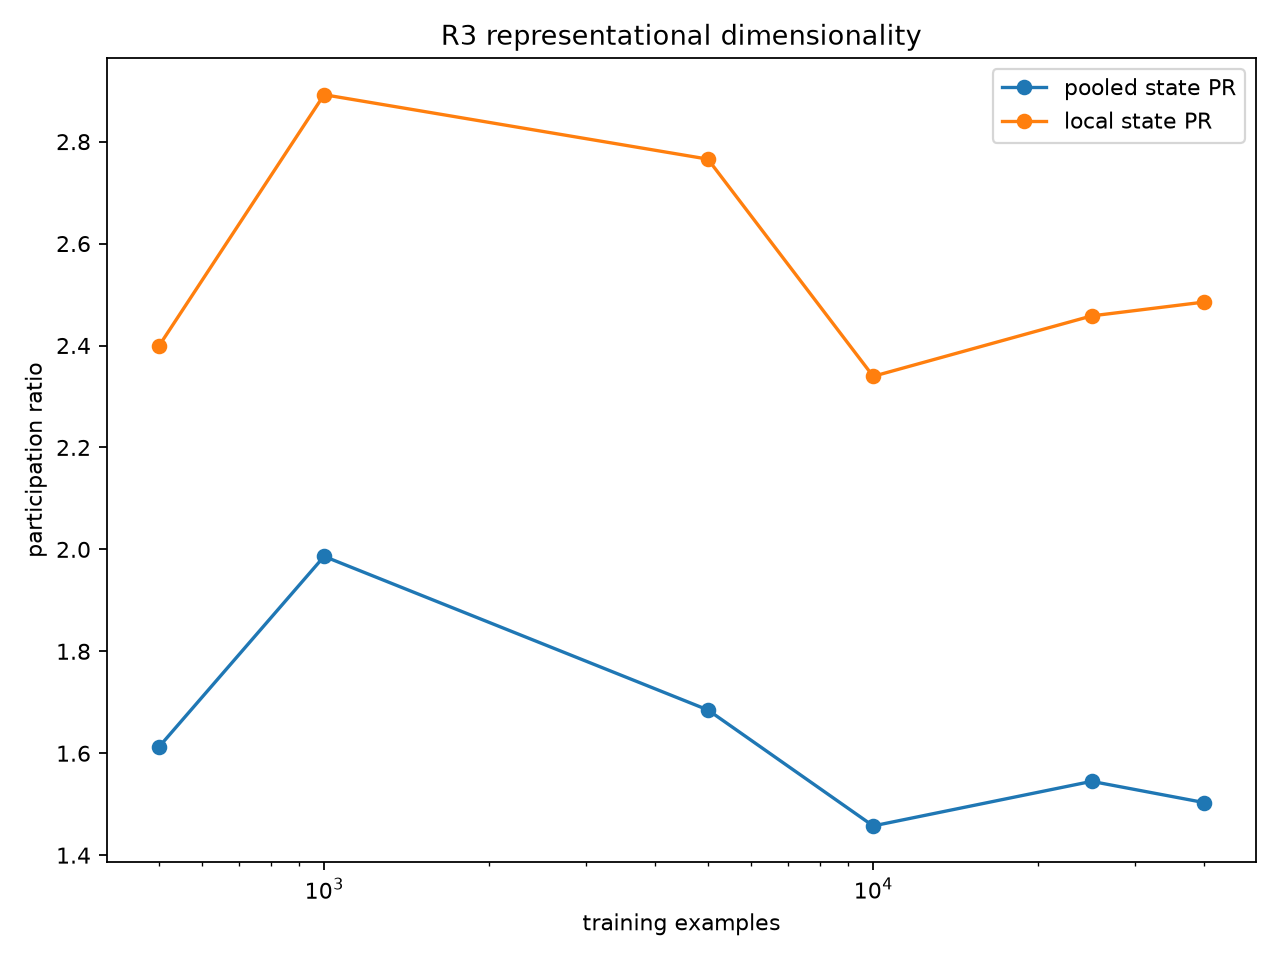 R3 representational dimensionality
pooled state PR
local state PR
participation ratio
2.8
2.6
2.4
2.2
2.0
1.8
1.6
1.4
10³
10⁴
training examples